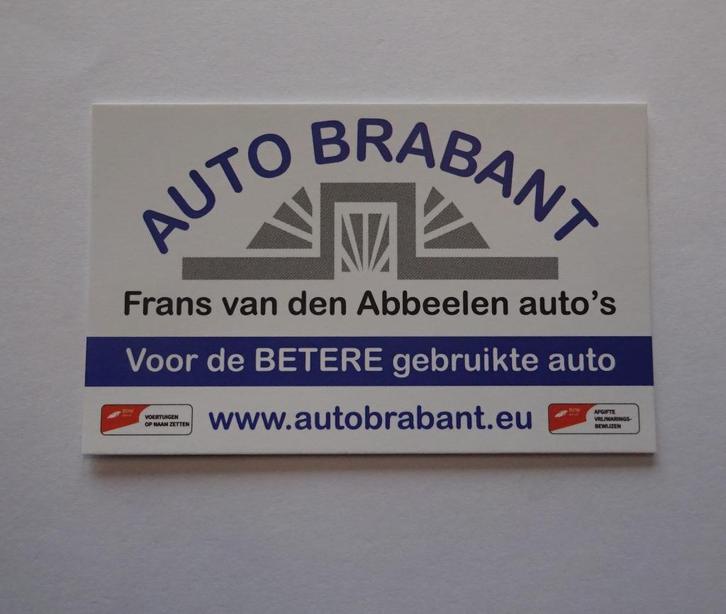 AUTO BRABANT
Frans van den Abbeelen auto's
Voor de BETERE gebruikte auto
VOERTUIGEN
OP NAAM ZETTEN
www.autobrabant.eu
AFGIFTE
VRIJWARINGS-
BEWIJZEN